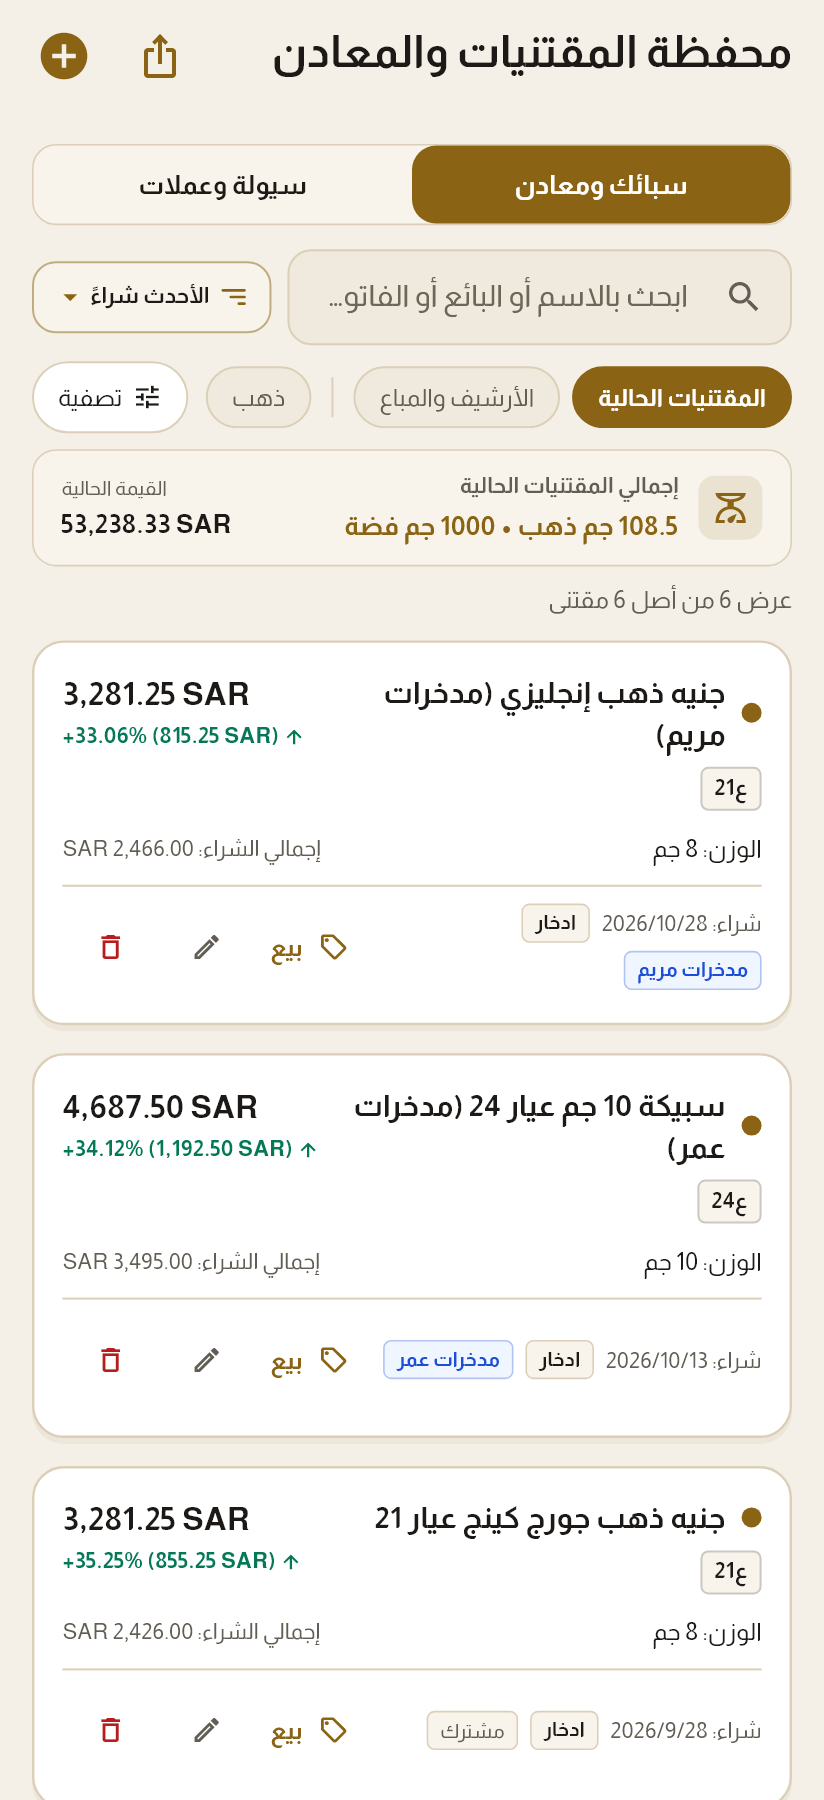 محفظة المقتنيات والمعادن
سبائك ومعادن
سيولة وعملات
ابحث بالاسم أو البائع أو الفاتو...
الأحدث شراءً
المقتنيات الحالية
الأرشيف والمباع
ذهب
تصفية
إجمالي المقتنيات الحالية
108.5 جم ذهب • 1000 جم فضة
القيمة الحالية
53,238.33 SAR
عرض 6 من أصل 6 مقتنى
جنيه ذهب إنجليزي (مدخرات
مريم)
3,281.25 SAR
+33.06% (815.25 SAR) ↑
ع21
الوزن: 8 جم
إجمالي الشراء: 2,466.00 SAR
شراء: 2026/10/28
ادخار
مدخرات مريم
بيع
سبيكة 10 جم عيار 24 (مدخرات
عمر)
4,687.50 SAR
+34.12% (1,192.50 SAR) ↑
ع24
الوزن: 10 جم
إجمالي الشراء: 3,495.00 SAR
شراء: 2026/10/13
ادخار
مدخرات عمر
بيع
جنيه ذهب جورج كينج عيار 21
3,281.25 SAR
+35.25% (855.25 SAR) ↑
ع21
الوزن: 8 جم
إجمالي الشراء: 2,426.00 SAR
شراء: 2026/9/28
ادخار
مشترك
بيع